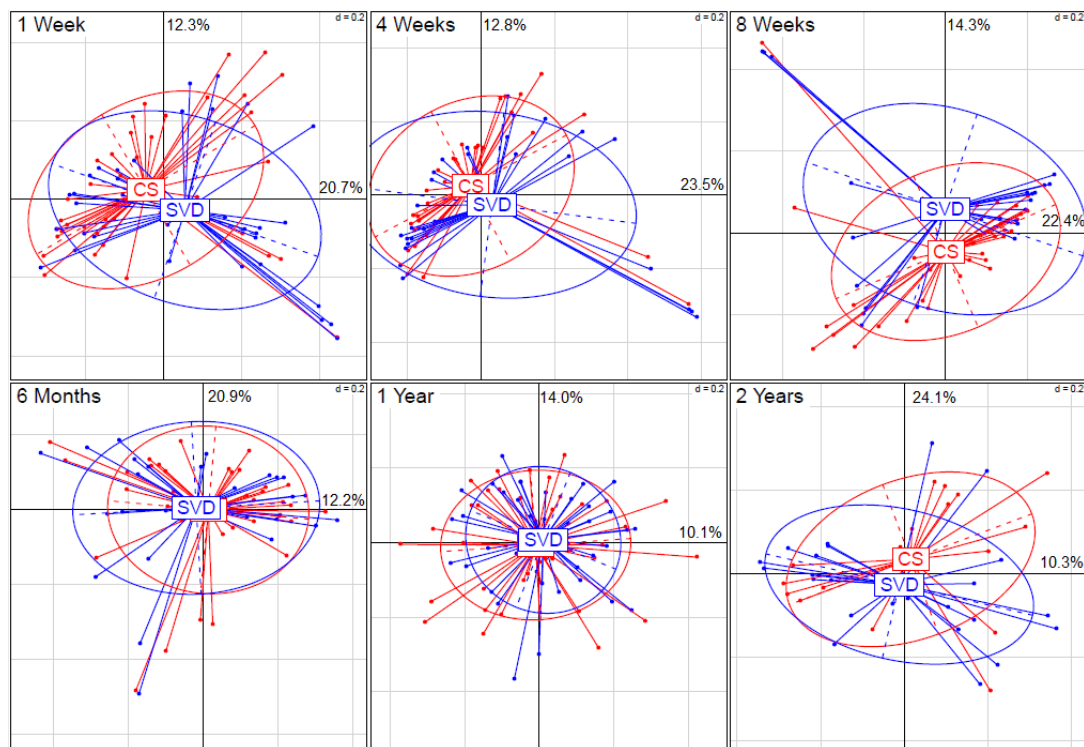 1 Week
12.3%
d = 0.2
CS
SVD
20.7%
4 Weeks
12.8%
d = 0.2
CS
SVD
23.5%
8 Weeks
14.3%
d = 0.2
SVD
CS
22.4%
6 Months
20.9%
d = 0.2
SVD
12.2%
1 Year
14.0%
d = 0.2
SVD
10.1%
2 Years
24.1%
d = 0.2
CS
SVD
10.3%